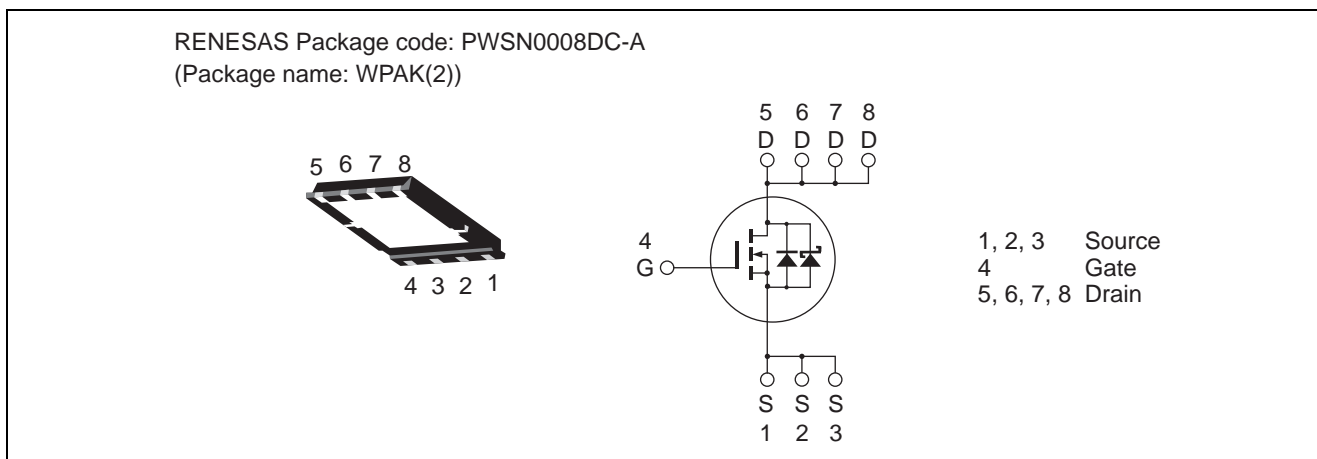 RENESAS Package code: PWSN0008DC-A
(Package name: WPAK(2))
5 6 7 8
4 3 2 1
5 6 7 8
D D D D
4
G
S S S
1 2 3
1, 2, 3 Source
4 Gate
5, 6, 7, 8 Drain